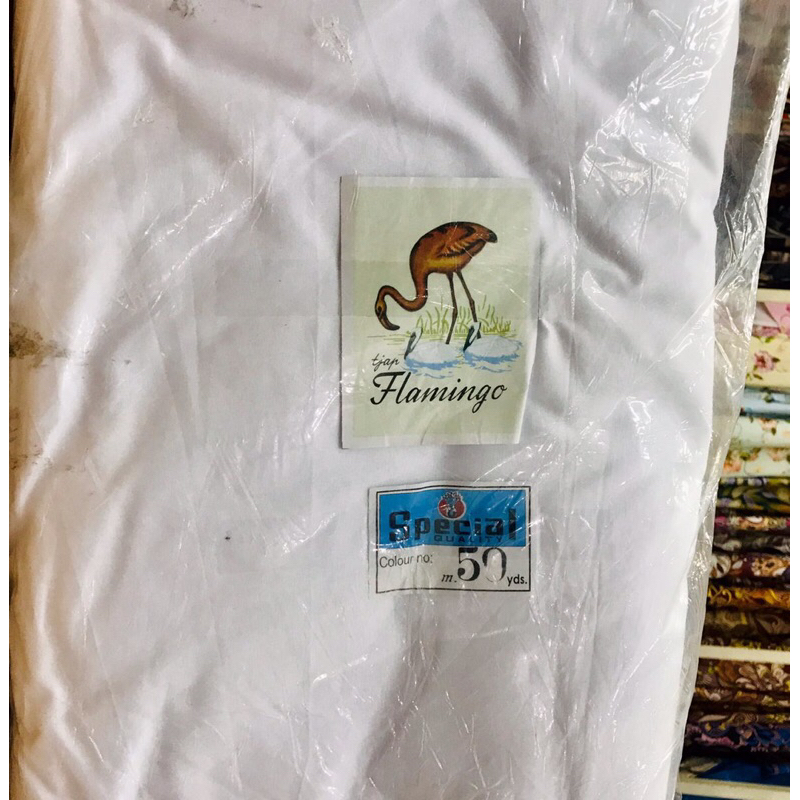 tjap
Flamingo
Special
QUALITY
Colour no:
m. 50 yds.